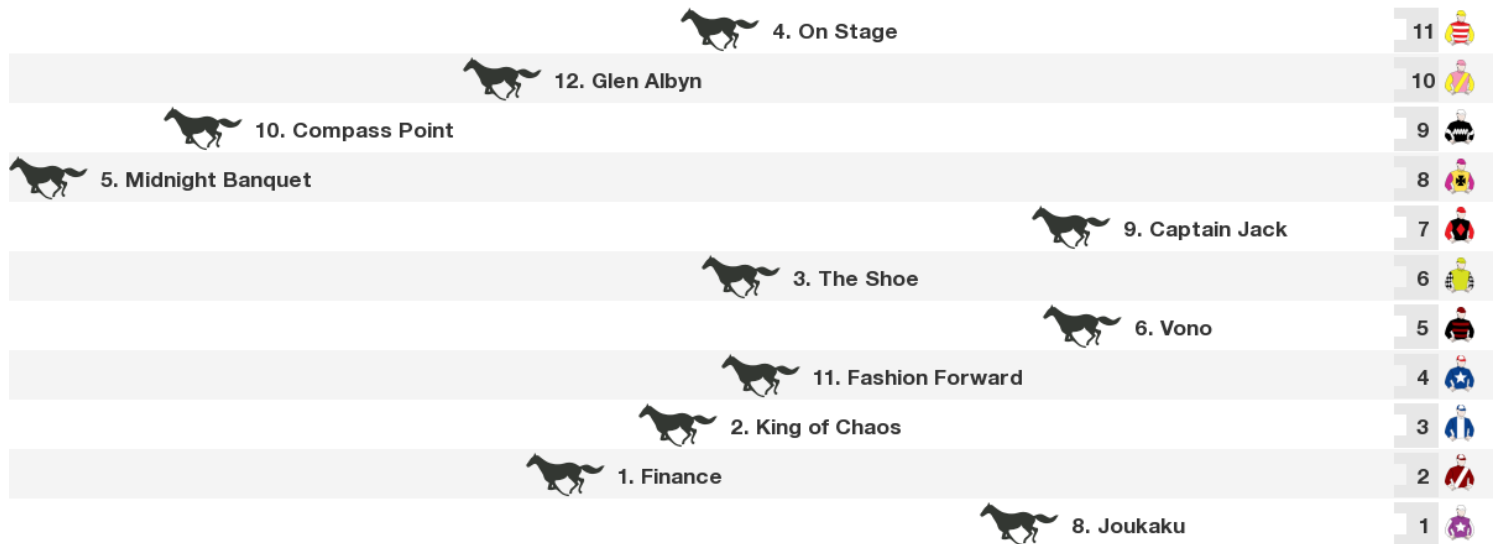 4. On Stage 11
12. Glen Albyn 10
10. Compass Point 9
5. Midnight Banquet 8
9. Captain Jack 7
3. The Shoe 6
6. Vono 5
11. Fashion Forward 4
2. King of Chaos 3
1. Finance 2
8. Joukaku 1